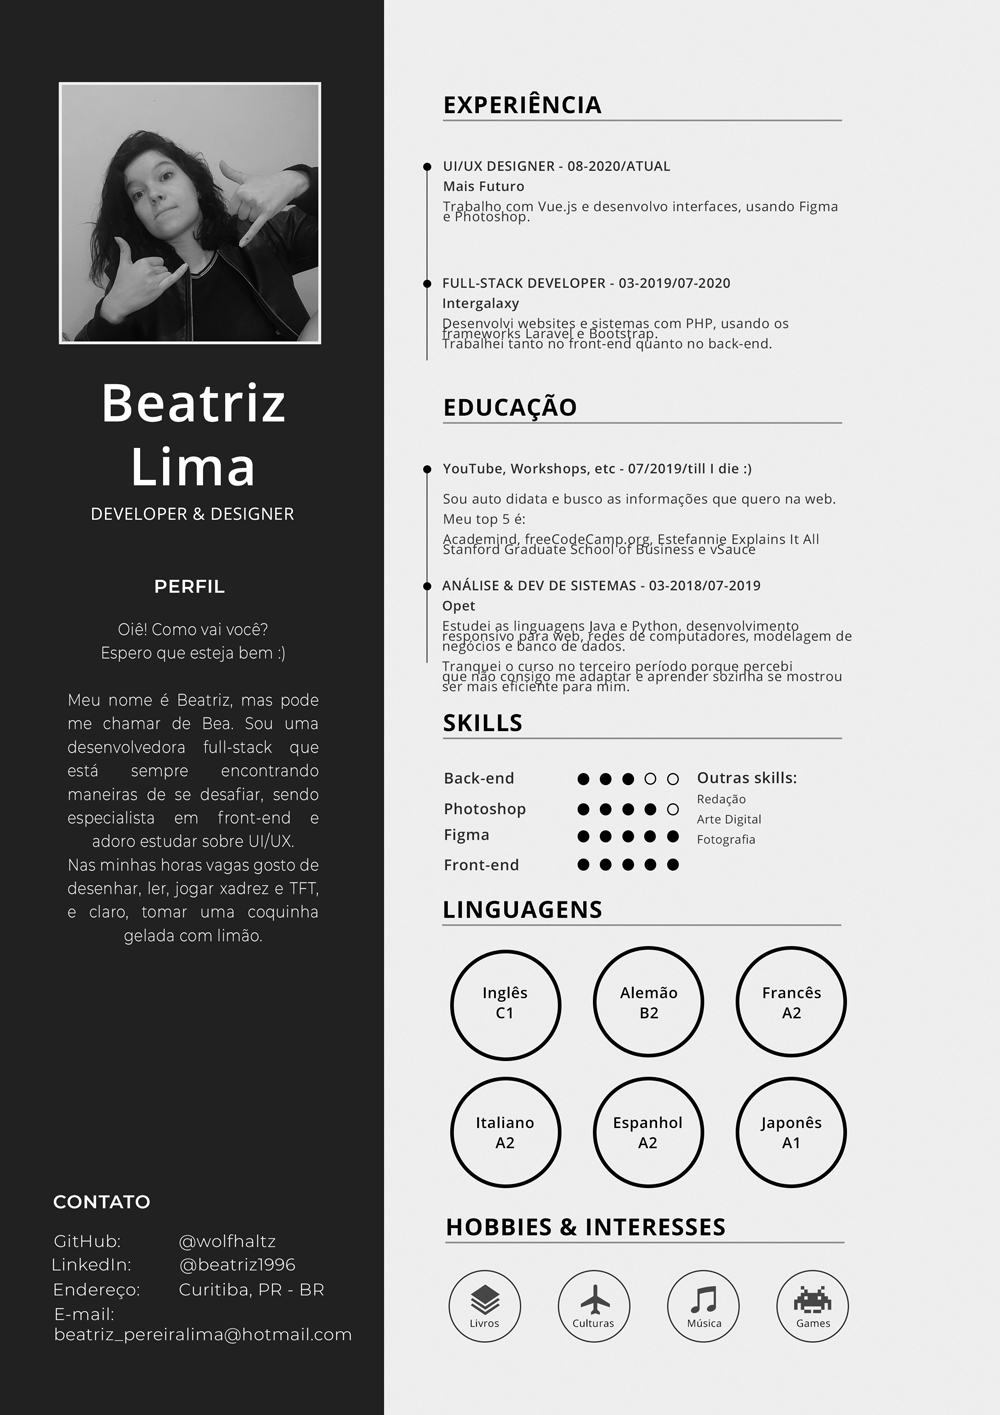 Beatriz
Lima
DEVELOPER & DESIGNER
PERFIL
Oiê! Como vai você?
Espero que esteja bem :)
Meu nome é Beatriz, mas pode
me chamar de Bea. Sou uma
desenvolvedora full-stack que
está sempre encontrando
maneiras de se desafiar, sendo
especialista em front-end e
adoro estudar sobre UI/UX.
Nas minhas horas vagas gosto de
desenhar, ler, jogar xadrez e TFT,
e claro, tomar uma coquinha
gelada com limão.
CONTATO
GitHub: @wolfhaltz
LinkedIn: @beatriz1996
Endereço: Curitiba, PR - BR
E-mail:
beatriz_pereiralima@hotmail.com
EXPERIÊNCIA
UI/UX DESIGNER - 08-2020/ATUAL
Mais Futuro
Trabalho com Vue.js e desenvolvo interfaces, usando Figma
e Photoshop.
FULL-STACK DEVELOPER - 03-2019/07-2020
Intergalaxy
Desenvolvi websites e sistemas com PHP, usando os
frameworks Laravel e Bootstrap.
Trabalhei tanto no front-end quanto no back-end.
EDUCAÇÃO
YouTube, Workshops, etc - 07/2019/till I die :)
Sou auto didata e busco as informações que quero na web.
Meu top 5 é:
Academind, freeCodeCamp.org, Estefannie Explains It All
Stanford Graduate School of Business e vSauce
ANÁLISE & DEV DE SISTEMAS - 03-2018/07-2019
Opet
Estudei as linguagens Java e Python, desenvolvimento
responsivo para web, redes de computadores, modelagem de
negócios e banco de dados.
Tranquei o curso no terceiro período porque percebi
que não consigo me adaptar e aprender sozinha se mostrou
ser mais eficiente para mim.
SKILLS
Back-end
Photoshop
Figma
Front-end
Outras skills:
Redação
Arte Digital
Fotografia
LINGUAGENS
Inglês
C1
Alemão
B2
Francês
A2
Italiano
A2
Espanhol
A2
Japonês
A1
HOBBIES & INTERESSES
Livros
Culturas
Música
Games